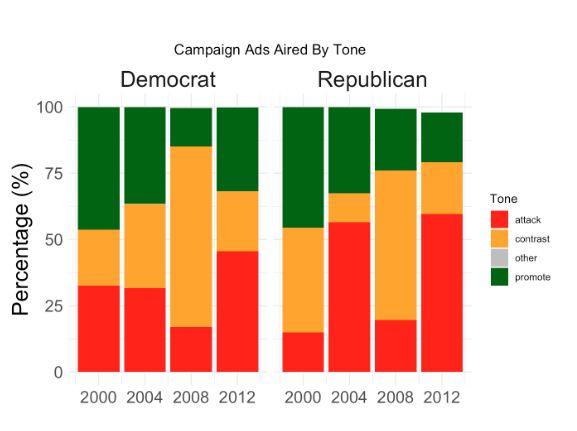 Campaign Ads Aired By Tone
Democrat
Republican
Percentage (%)
100
75
50
25
0
2000 2004 2008 2012
2000 2004 2008 2012
Tone
attack
contrast
other
promote